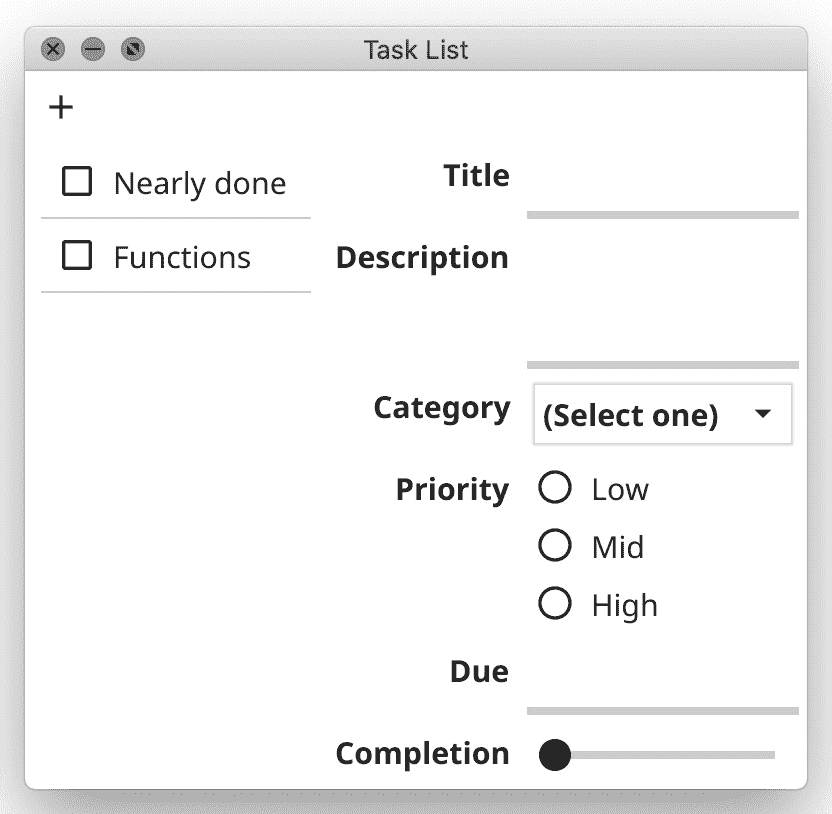 Task List
+
Nearly done
Functions
Title
Description
Category
(Select one)
Priority
Low
Mid
High
Due
Completion